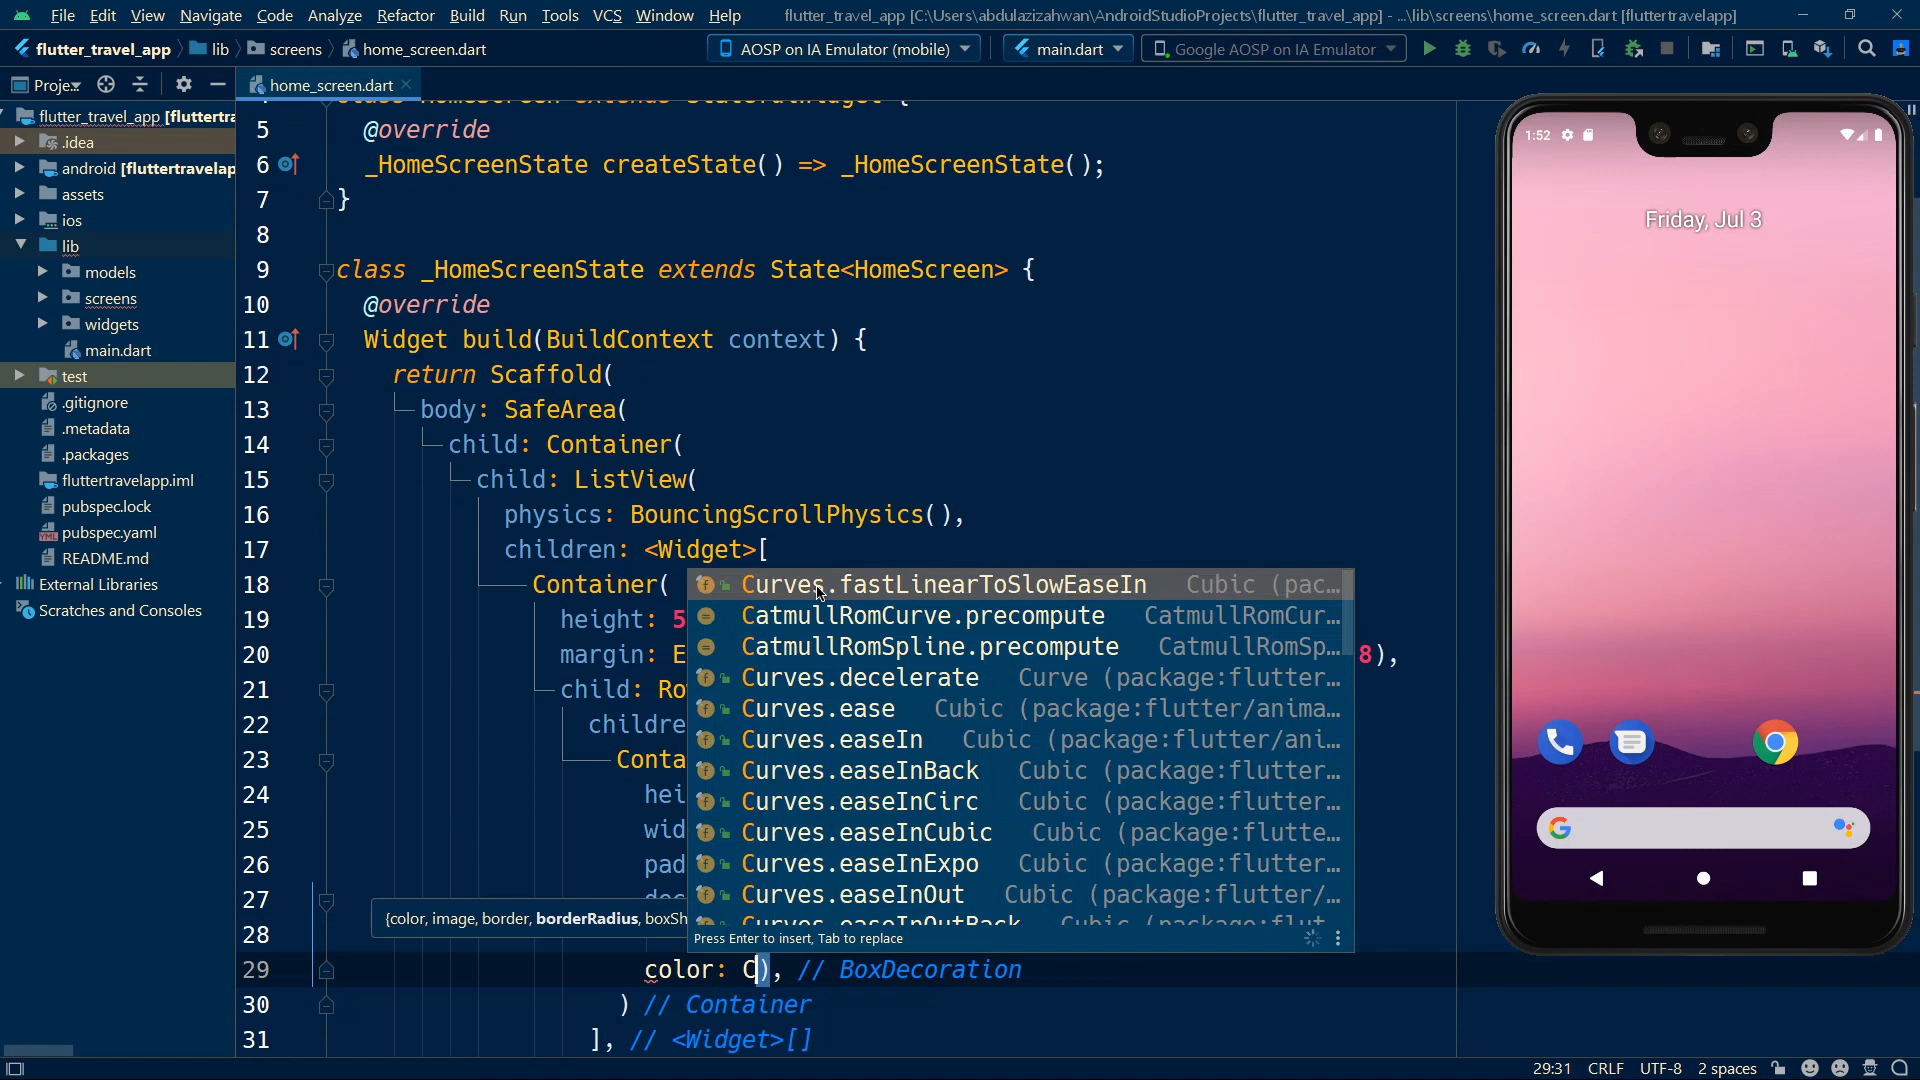 File Edit View Navigate Code Analyze Refactor Build Run Tools VCS Window Help flutter_travel_app [C:\Users\abdulazizahwan\AndroidStudioProjects\flutter_travel_app] - ...\lib\screens\home_screen.dart [fluttertravelapp]
flutter_travel_app lib screens home_screen.dart AOSP on IA Emulator (mobile) main.dart Google AOSP on IA Emulator
Proje... home_screen.dart
flutter_travel_app [fluttertra
.idea
android [fluttertravelap
assets
ios
lib
models
screens
widgets
main.dart
test
.gitignore
.metadata
.packages
fluttertravelapp.iml
pubspec.lock
pubspec.yaml
README.md
External Libraries
Scratches and Consoles
class HomeScreen extends StatefulWidget {
5 @override
6 _HomeScreenState createState() => _HomeScreenState();
7 }
8
9 class _HomeScreenState extends State<HomeScreen> {
10 @override
11 Widget build(BuildContext context) {
12 return Scaffold(
13 body: SafeArea(
14 child: Container(
15 child: ListView(
16 physics: BouncingScrollPhysics(),
17 children: <Widget>[
18 Container(
19 height: 5
20 margin: E 8),
21 child: Ro
22 childre
23 Conta
24 hei
25 wid
26 pad
27
28
29 color: C), // BoxDecoration
30 ) // Container
31 ], // <Widget>[]
Curves.fastLinearToSlowEaseIn Cubic (pac...
CatmullRomCurve.precompute CatmullRomCur...
CatmullRomSpline.precompute CatmullRomSp...
Curves.decelerate Curve (package:flutter...
Curves.ease Cubic (package:flutter/anima...
Curves.easeIn Cubic (package:flutter/ani...
Curves.easeInBack Cubic (package:flutter...
Curves.easeInCirc Cubic (package:flutter...
Curves.easeInCubic Cubic (package:flutte...
Curves.easeInExpo Cubic (package:flutter...
Curves.easeInOut Cubic (package:flutter/...
Curves.easeInOutBack Cubic (package:flut...
Press Enter to insert, Tab to replace
{color, image, border, borderRadius, boxSh
1:52
Friday, Jul 3
G
29:31 CRLF UTF-8 2 spaces